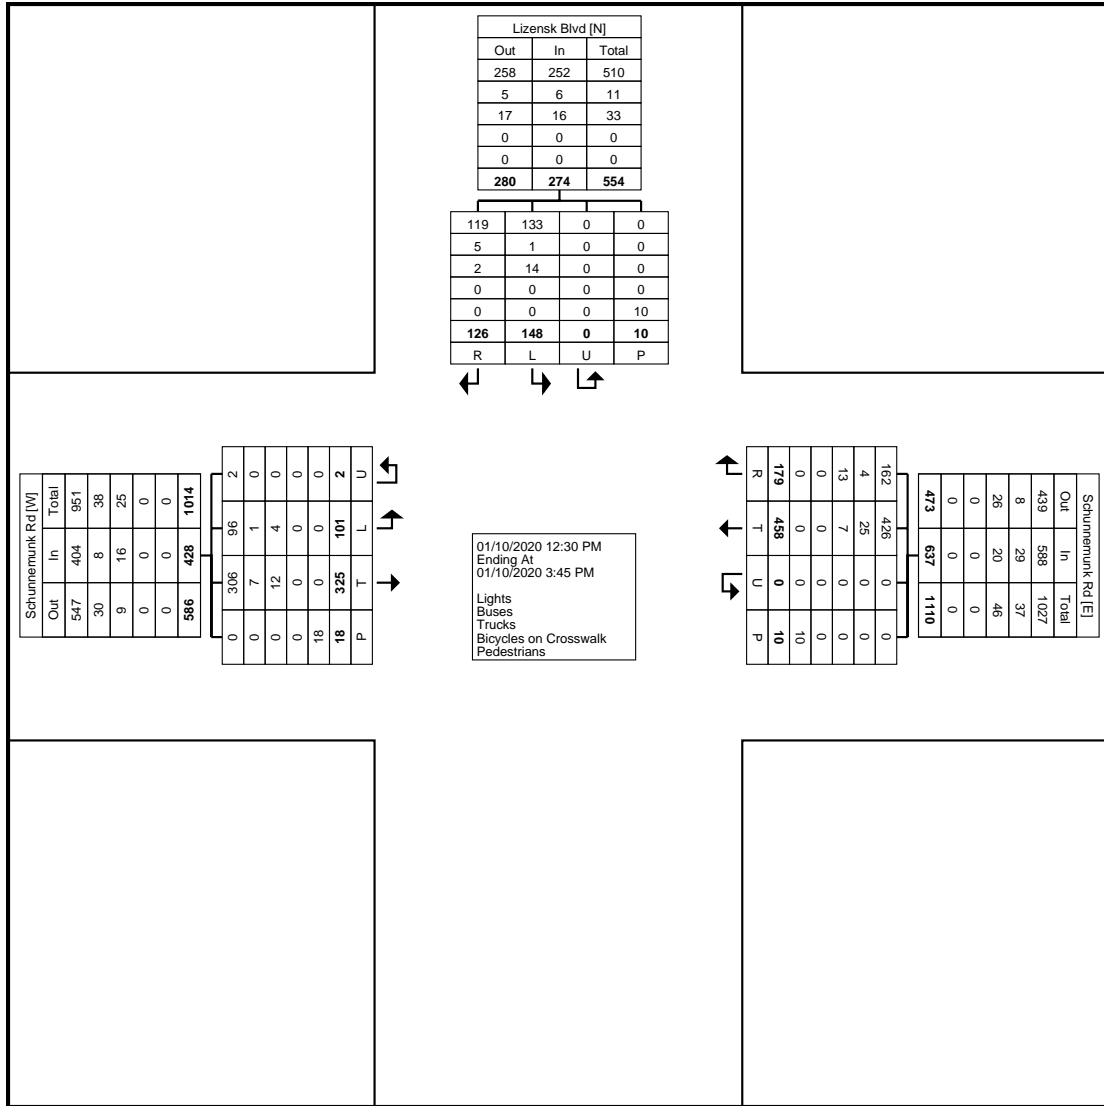 Lizensk Blvd [N]
Out In Total
258 252 510
5 6 11
17 16 33
0 0 0
0 0 0
280 274 554
119 133 0 0
5 1 0 0
2 14 0 0
0 0 0 0
0 0 0 10
126 148 0 10
R L U P
Schunnemunk Rd [W]
Total In Out
951 404 547
38 8 30
25 16 9
0 0 0
0 0 0
1014 428 586
2 96 306 0
0 1 7 0
0 4 12 0
0 0 0 0
0 0 0 18
2 101 325 18
U L T P
01/10/2020 12:30 PM
Ending At
01/10/2020 3:45 PM
Lights
Buses
Trucks
Bicycles on Crosswalk
Pedestrians
R T U P
179 458 0 10
0 0 0 10
0 0 0 0
13 7 0 0
4 25 0 0
162 426 0 0
Schunnemunk Rd [E]
Out In Total
439 588 1027
8 29 37
26 20 46
0 0 0
0 0 0
473 637 1110